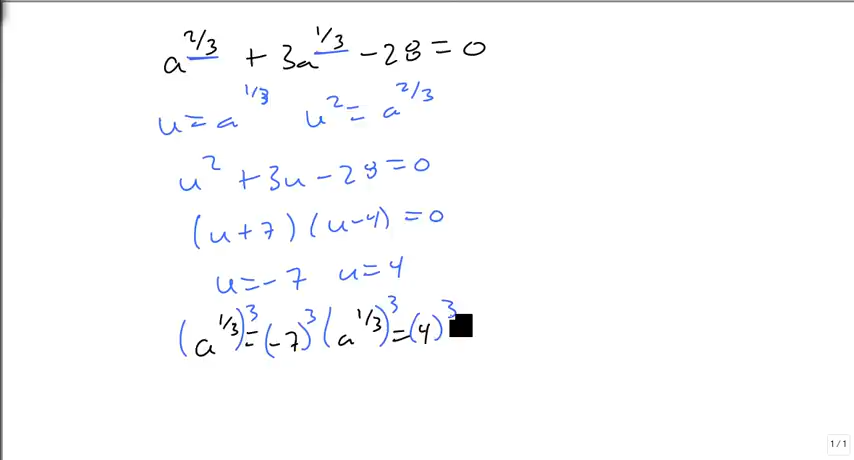 a^{2/3} + 3a^{1/3} - 28 = 0
u = a^{1/3} u^2 = a^{2/3}
u^2 + 3u - 28 = 0
(u + 7)(u - 4) = 0
u = -7 u = 4
(a^{1/3})^3 = (-7)^3 (a^{1/3})^3 = (4)^3
1 / 1